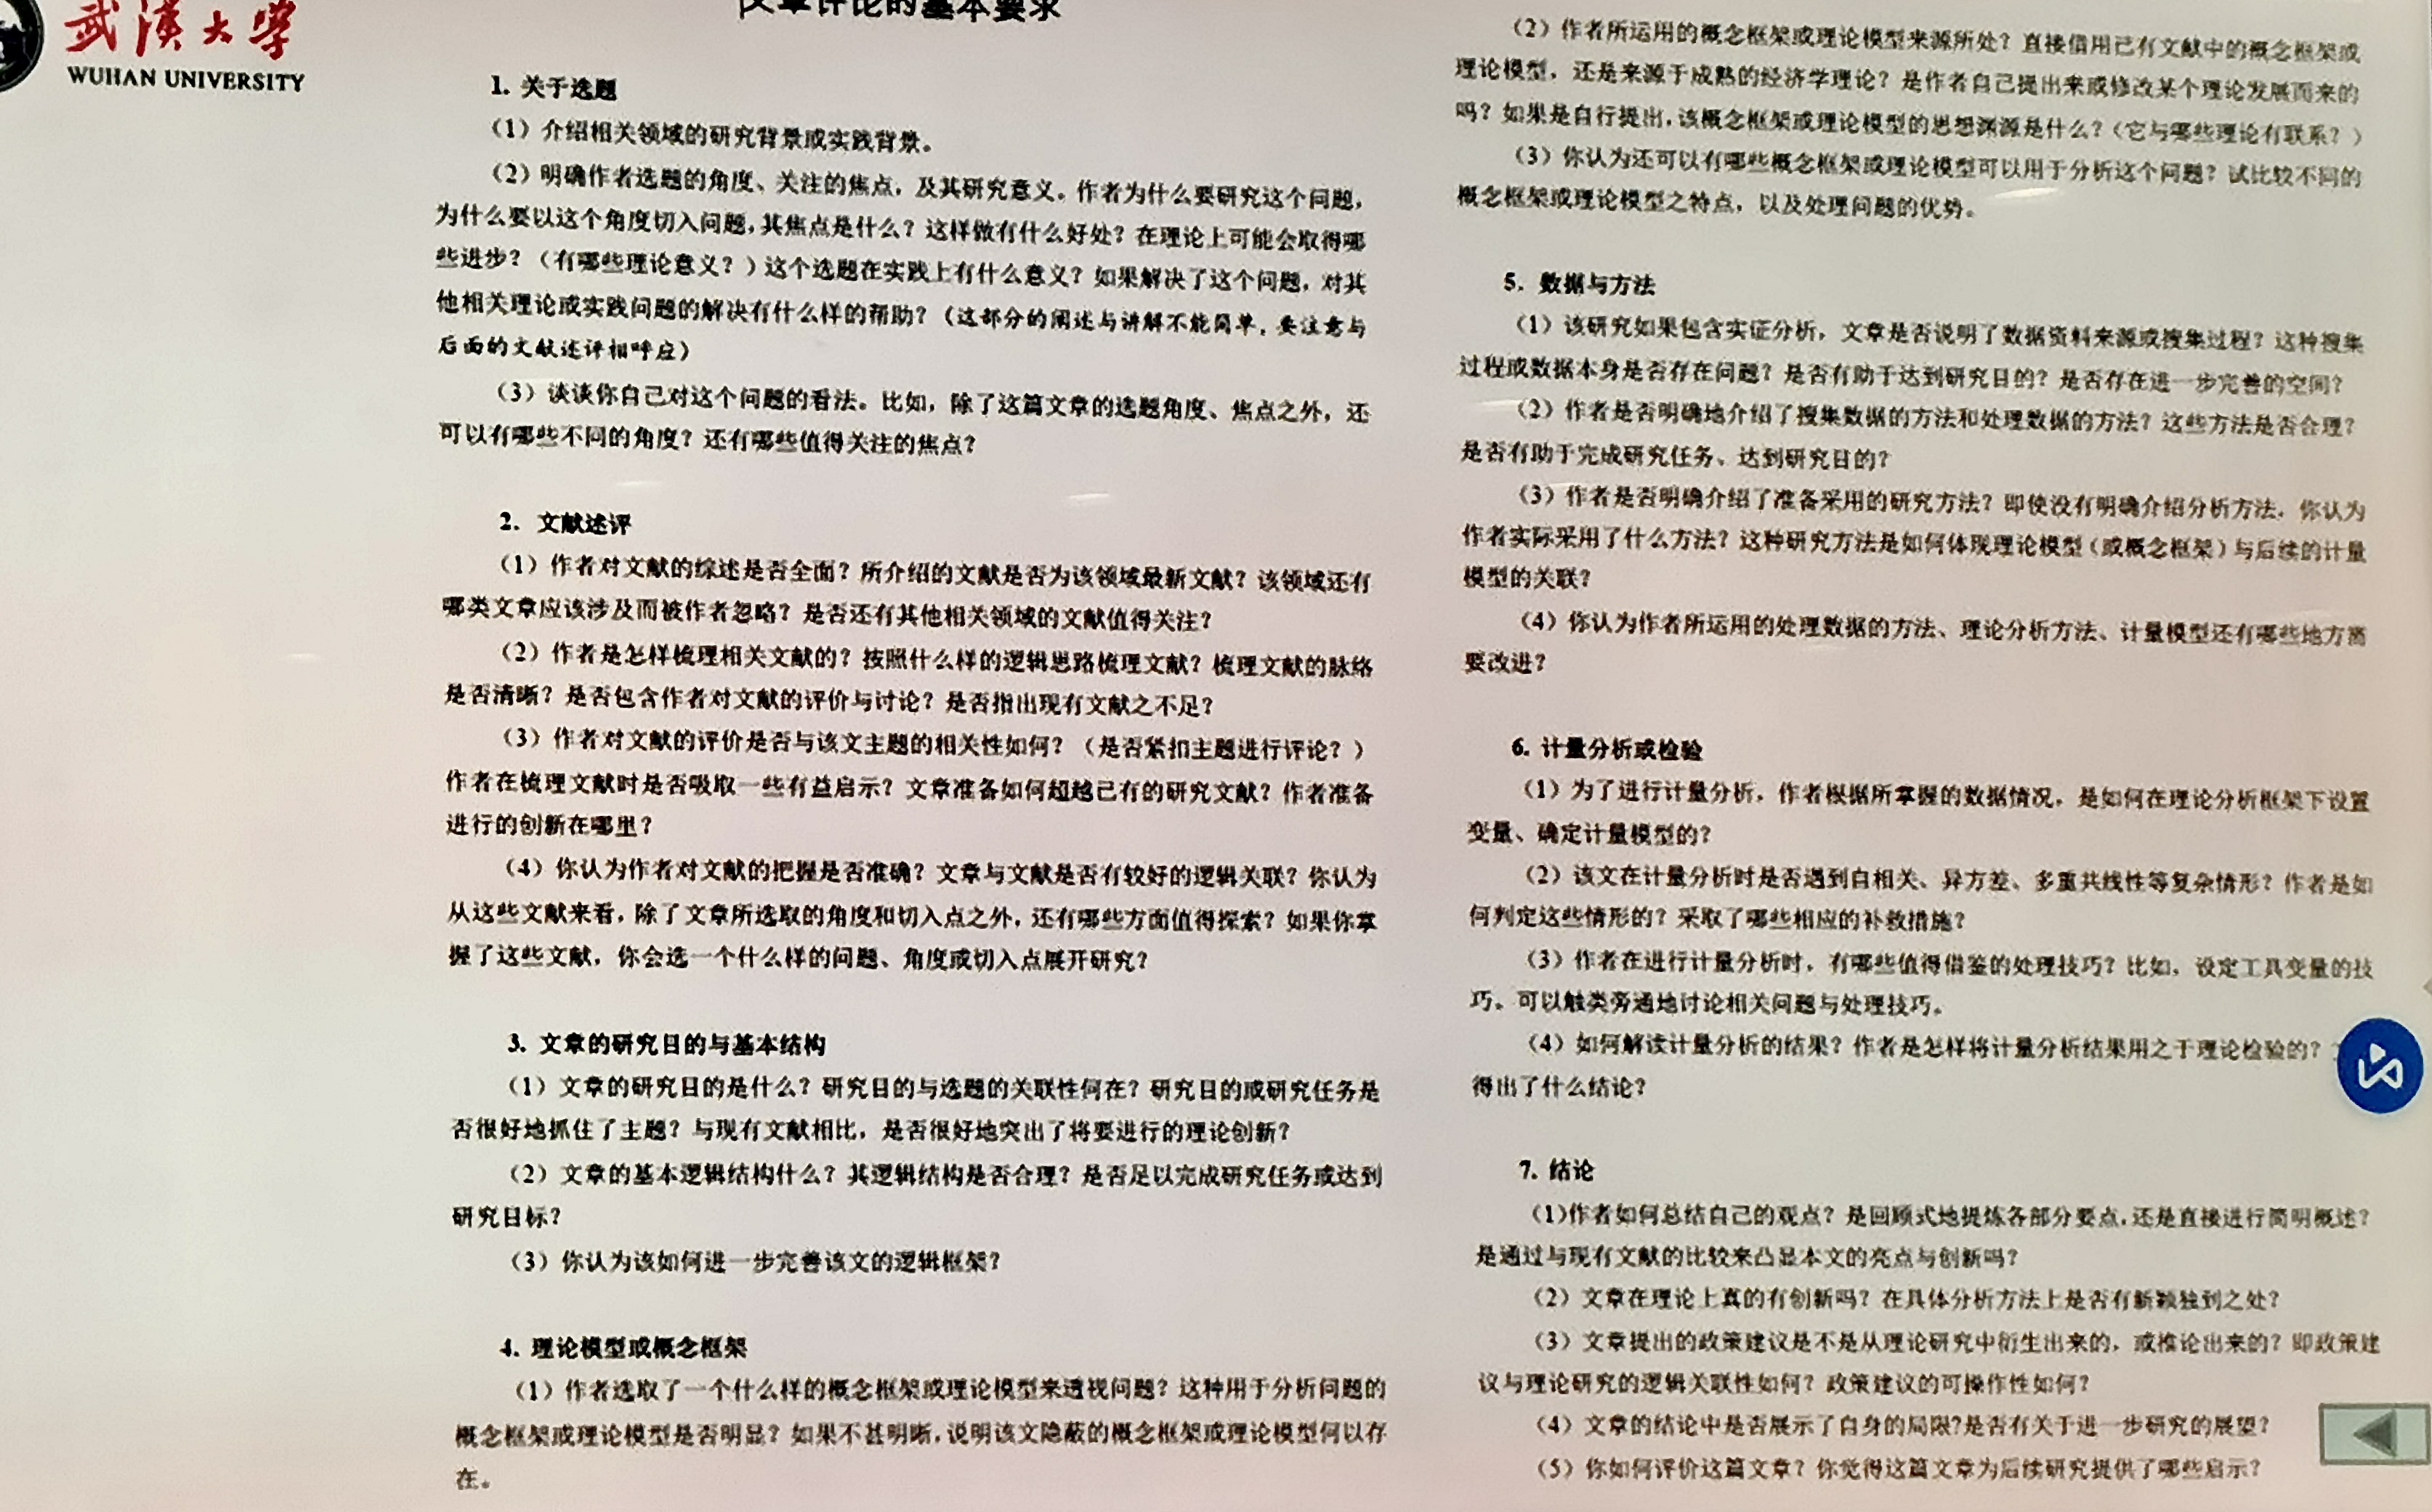 武汉大学
WUHAN UNIVERSITY
文章评论的基本要求
1. 关于选题
（1）介绍相关领域的研究背景或实践背景。
（2）明确作者选题的角度、关注的焦点，及其研究意义。作者为什么要研究这个问题，
为什么要以这个角度切入问题，其焦点是什么？这样做有什么好处？在理论上可能会取得哪
些进步？（有哪些理论意义？）这个选题在实践上有什么意义？如果解决了这个问题，对其
他相关理论或实践问题的解决有什么样的帮助？（这部分的阐述与讲解不能简单，要注意与
后面的文献述评相呼应）
（3）谈谈你自己对这个问题的看法。比如，除了这篇文章的选题角度、焦点之外，还
可以有哪些不同的角度？还有哪些值得关注的焦点？
2. 文献述评
（1）作者对文献的综述是否全面？所介绍的文献是否为该领域最新文献？该领域还有
哪类文章应该涉及而被作者忽略？是否还有其他相关领域的文献值得关注？
（2）作者是怎样梳理相关文献的？按照什么样的逻辑思路梳理文献？梳理文献的脉络
是否清晰？是否包含作者对文献的评价与讨论？是否指出现有文献之不足？
（3）作者对文献的评价是否与该文主题的相关性如何？（是否紧扣主题进行评论？）
作者在梳理文献时是否吸取一些有益启示？文章准备如何超越已有的研究文献？作者准备
进行的创新在哪里？
（4）你认为作者对文献的把握是否准确？文章与文献是否有较好的逻辑关联？你认为
从这些文献来看，除了文章所选取的角度和切入点之外，还有哪些方面值得探索？如果你掌
握了这些文献，你会选一个什么样的问题、角度或切入点展开研究？
3. 文章的研究目的与基本结构
（1）文章的研究目的是什么？研究目的与选题的关联性何在？研究目的或研究任务是
否很好地抓住了主题？与现有文献相比，是否很好地突出了将要进行的理论创新？
（2）文章的基本逻辑结构什么？其逻辑结构是否合理？是否足以完成研究任务或达到
研究目标？
（3）你认为该如何进一步完善该文的逻辑框架？
4. 理论模型或概念框架
（1）作者选取了一个什么样的概念框架或理论模型来透视问题？这种用于分析问题的
概念框架或理论模型是否明显？如果不甚明晰，说明该文隐蔽的概念框架或理论模型何以存
在。
（2）作者所运用的概念框架或理论模型来源所处？直接借用已有文献中的概念框架或
理论模型，还是来源于成熟的经济学理论？是作者自己提出来或修改某个理论发展而来的
吗？如果是自行提出，该概念框架或理论模型的思想渊源是什么？（它与哪些理论有联系？）
（3）你认为还可以有哪些概念框架或理论模型可以用于分析这个问题？试比较不同的
概念框架或理论模型之特点，以及处理问题的优势。
5. 数据与方法
（1）该研究如果包含实证分析，文章是否说明了数据资料来源或搜集过程？这种搜集
过程或数据本身是否存在问题？是否有助于达到研究目的？是否存在进一步完善的空间？
（2）作者是否明确地介绍了搜集数据的方法和处理数据的方法？这些方法是否合理？
是否有助于完成研究任务、达到研究目的？
（3）作者是否明确介绍了准备采用的研究方法？即使没有明确介绍分析方法，你认为
作者实际采用了什么方法？这种研究方法是如何体现理论模型（或概念框架）与后续的计量
模型的关联？
（4）你认为作者所运用的处理数据的方法、理论分析方法、计量模型还有哪些地方需
要改进？
6. 计量分析或检验
（1）为了进行计量分析，作者根据所掌握的数据情况，是如何在理论分析框架下设置
变量、确定计量模型的？
（2）该文在计量分析时是否遇到自相关、异方差、多重共线性等复杂情形？作者是如
何判定这些情形的？采取了哪些相应的补救措施？
（3）作者在进行计量分析时，有哪些值得借鉴的处理技巧？比如，设定工具变量的技
巧。可以触类旁通地讨论相关问题与处理技巧。
（4）如何解读计量分析的结果？作者是怎样将计量分析结果用之于理论检验的？
得出了什么结论？
7. 结论
（1）作者如何总结自己的观点？是回顾式地提炼各部分要点，还是直接进行简明概述？
是通过与现有文献的比较来凸显本文的亮点与创新吗？
（2）文章在理论上真的有创新吗？在具体分析方法上是否有新颖独到之处？
（3）文章提出的政策建议是不是从理论研究中衍生出来的，或推论出来的？即政策建
议与理论研究的逻辑关联性如何？政策建议的可操作性如何？
（4）文章的结论中是否展示了自身的局限?是否有关于进一步研究的展望？
（5）你如何评价这篇文章？你觉得这篇文章为后续研究提供了哪些启示？